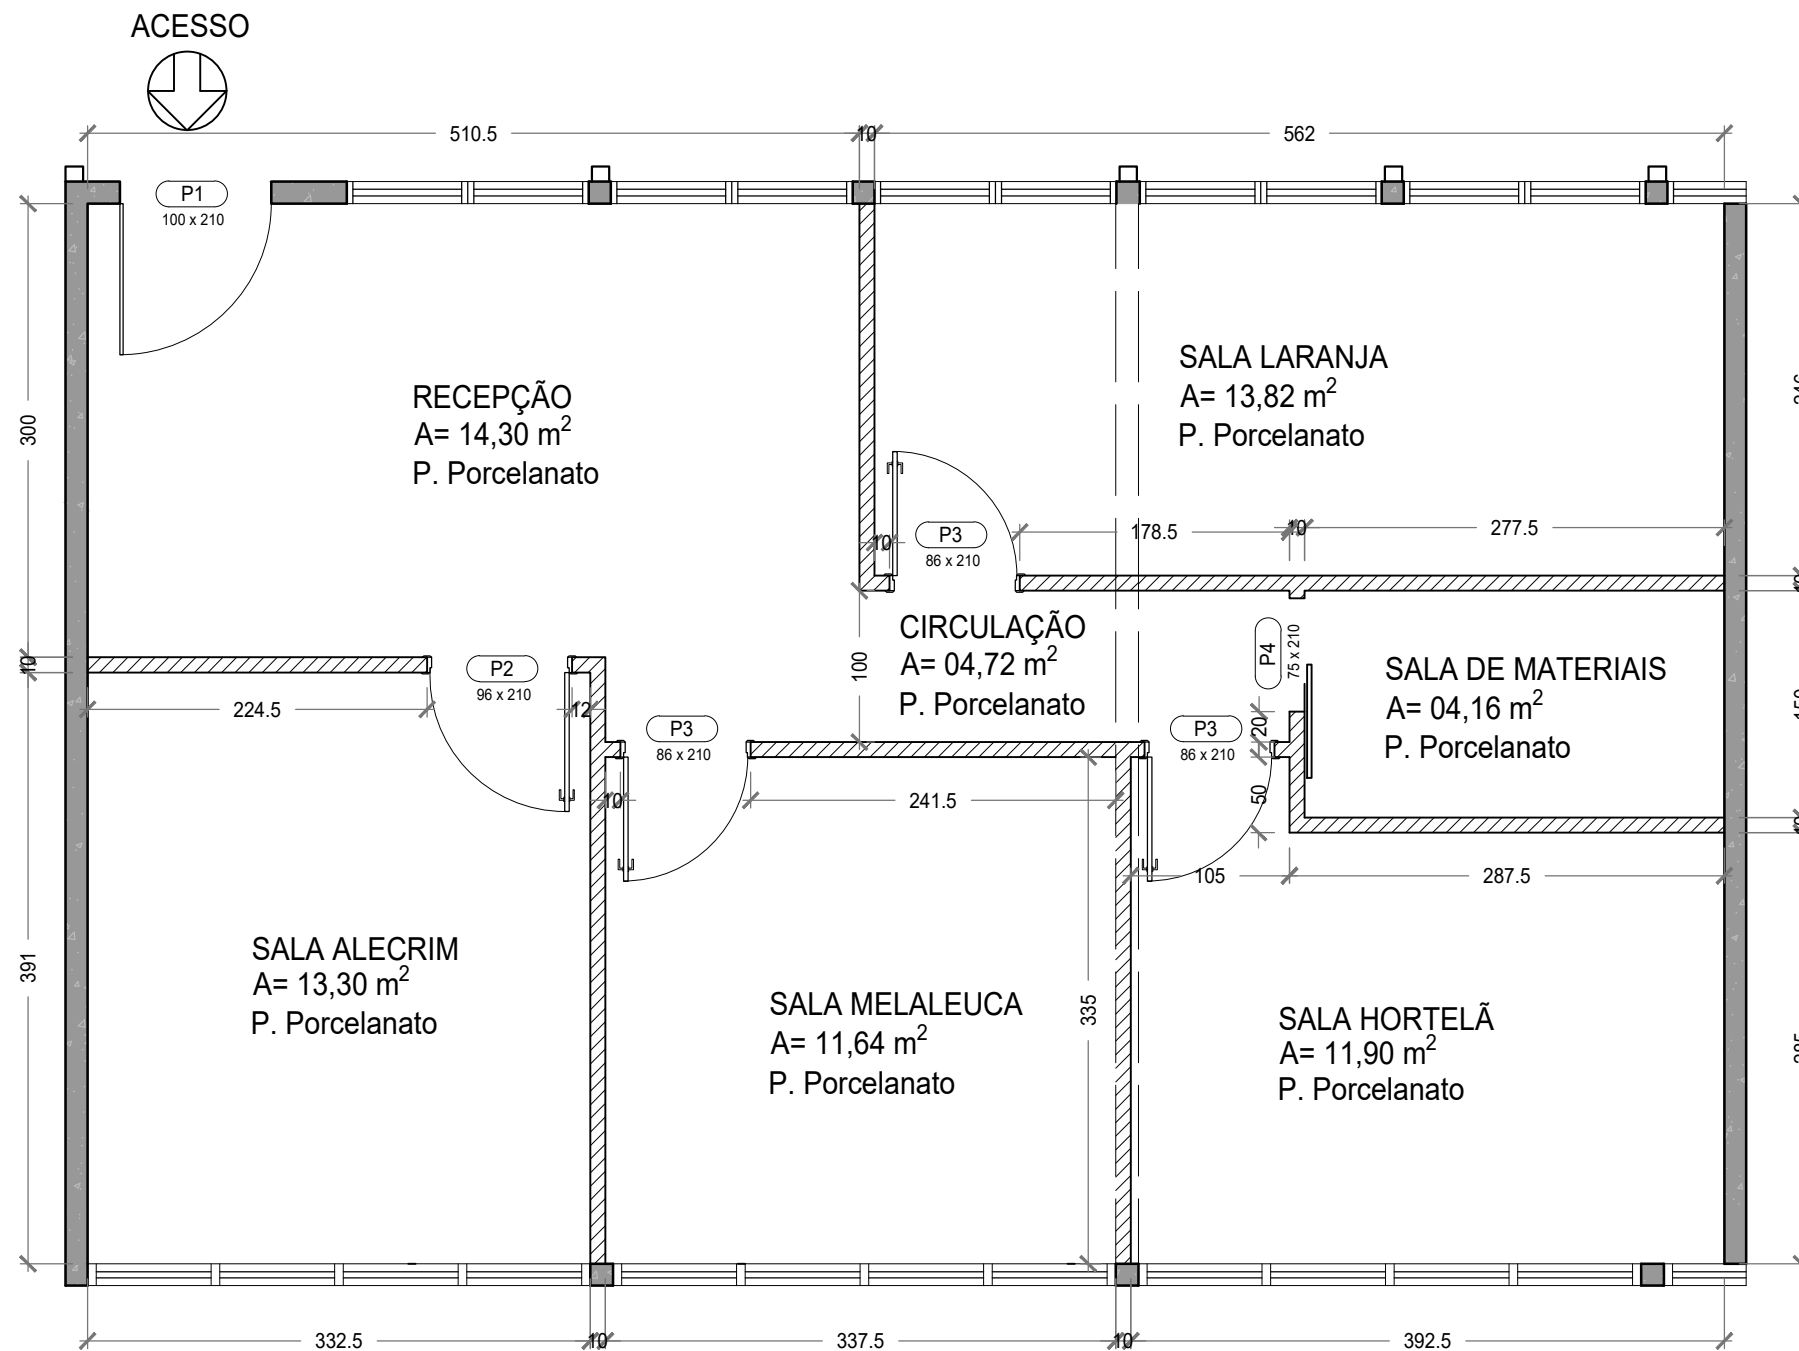 ACESSO
510.5
10
562
P1
100 x 210
300
SALA LARANJA
A= 13,82 m²
P. Porcelanato
RECEPÇÃO
A= 14,30 m²
P. Porcelanato
10
P3
86 x 210
178.5
10
277.5
CIRCULAÇÃO
A= 04,72 m²
P. Porcelanato
100
P4
75 x 210
SALA DE MATERIAIS
A= 04,16 m²
P. Porcelanato
10
P2
96 x 210
224.5
12
P3
86 x 210
P3
86 x 210
20
50
10
241.5
105
287.5
391
SALA ALECRIM
A= 13,30 m²
P. Porcelanato
SALA MELALEUCA
A= 11,64 m²
P. Porcelanato
335
SALA HORTELÃ
A= 11,90 m²
P. Porcelanato
332.5
10
337.5
10
392.5